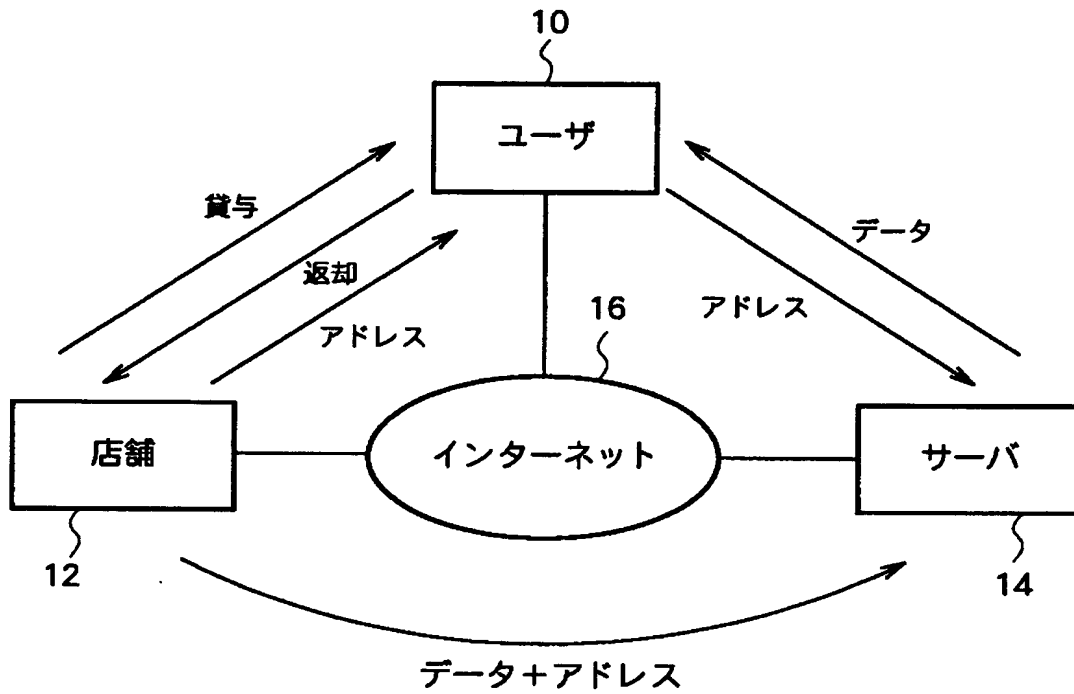 10
ユーザ
貸与
データ
返却
アドレス
アドレス
16
店舗
インターネット
サーバ
12
14
データ+アドレス